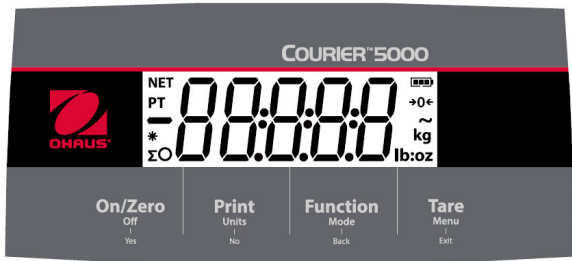 COURIER™5000
OHAUS®
NET
PT
*
ΣO
88:8:8:8
→0←
~
kg
lb:oz
On/Zero
Off
Yes
Print
Units
No
Function
Mode
Back
Tare
Menu
Exit